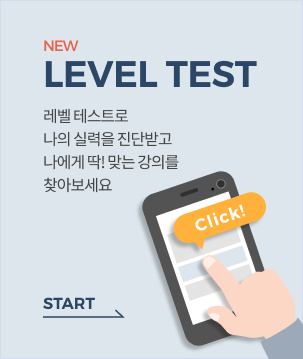 NEW
LEVEL TEST
레벨 테스트로
나의 실력을 진단받고
나에게 딱! 맞는 강의를
찾아보세요
Click!
START